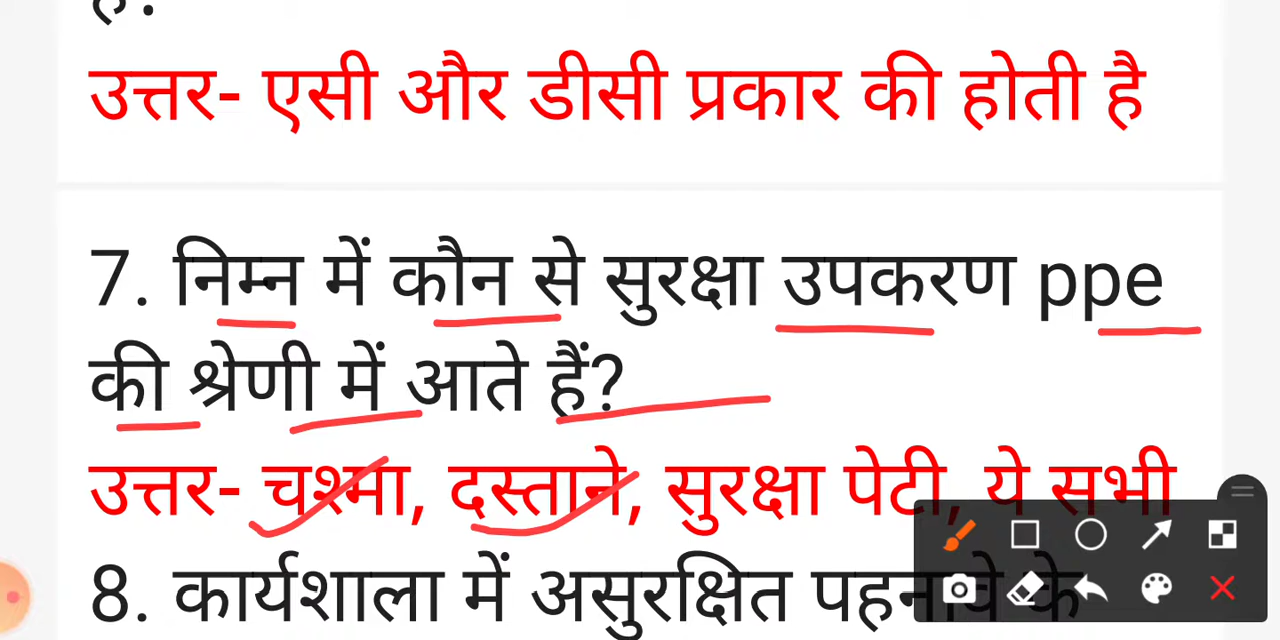 है?
उत्तर- एसी और डीसी प्रकार की होती है
7. निम्न में कौन से सुरक्षा उपकरण ppe
की श्रेणी में आते हैं?
उत्तर- चश्मा, दस्ताने, सुरक्षा पेटी, ये सभी
8. कार्यशाला में असुरक्षित पहनावे के